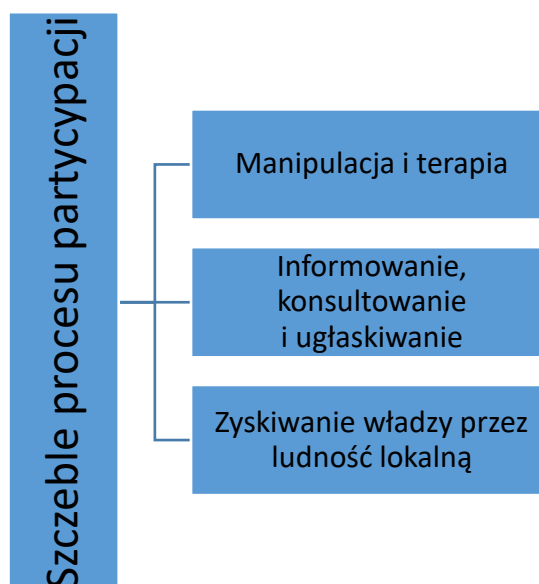 Szczeble procesu partycypacji
Manipulacja i terapia
Informowanie,
konsultowanie
i ugłaskiwanie
Zyskiwanie władzy przez
ludność lokalną